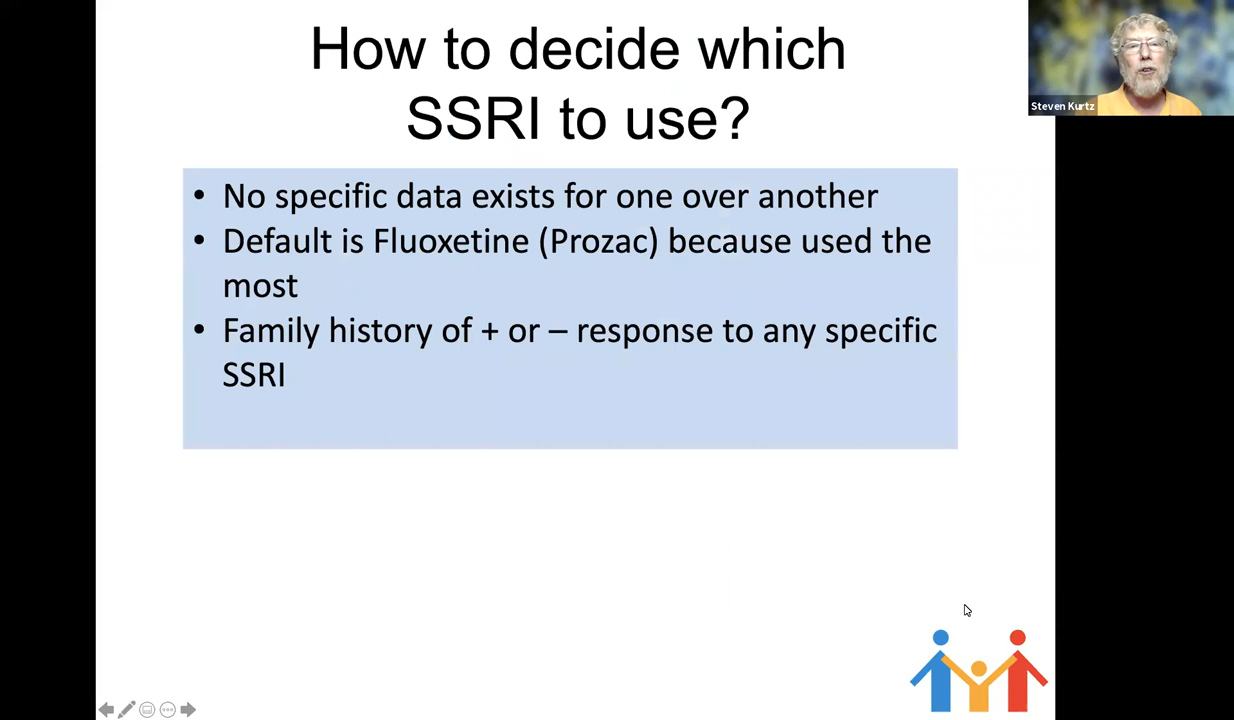 How to decide which
SSRI to use?
• No specific data exists for one over another
• Default is Fluoxetine (Prozac) because used the
most
• Family history of + or – response to any specific
SSRI
Steven Kurtz